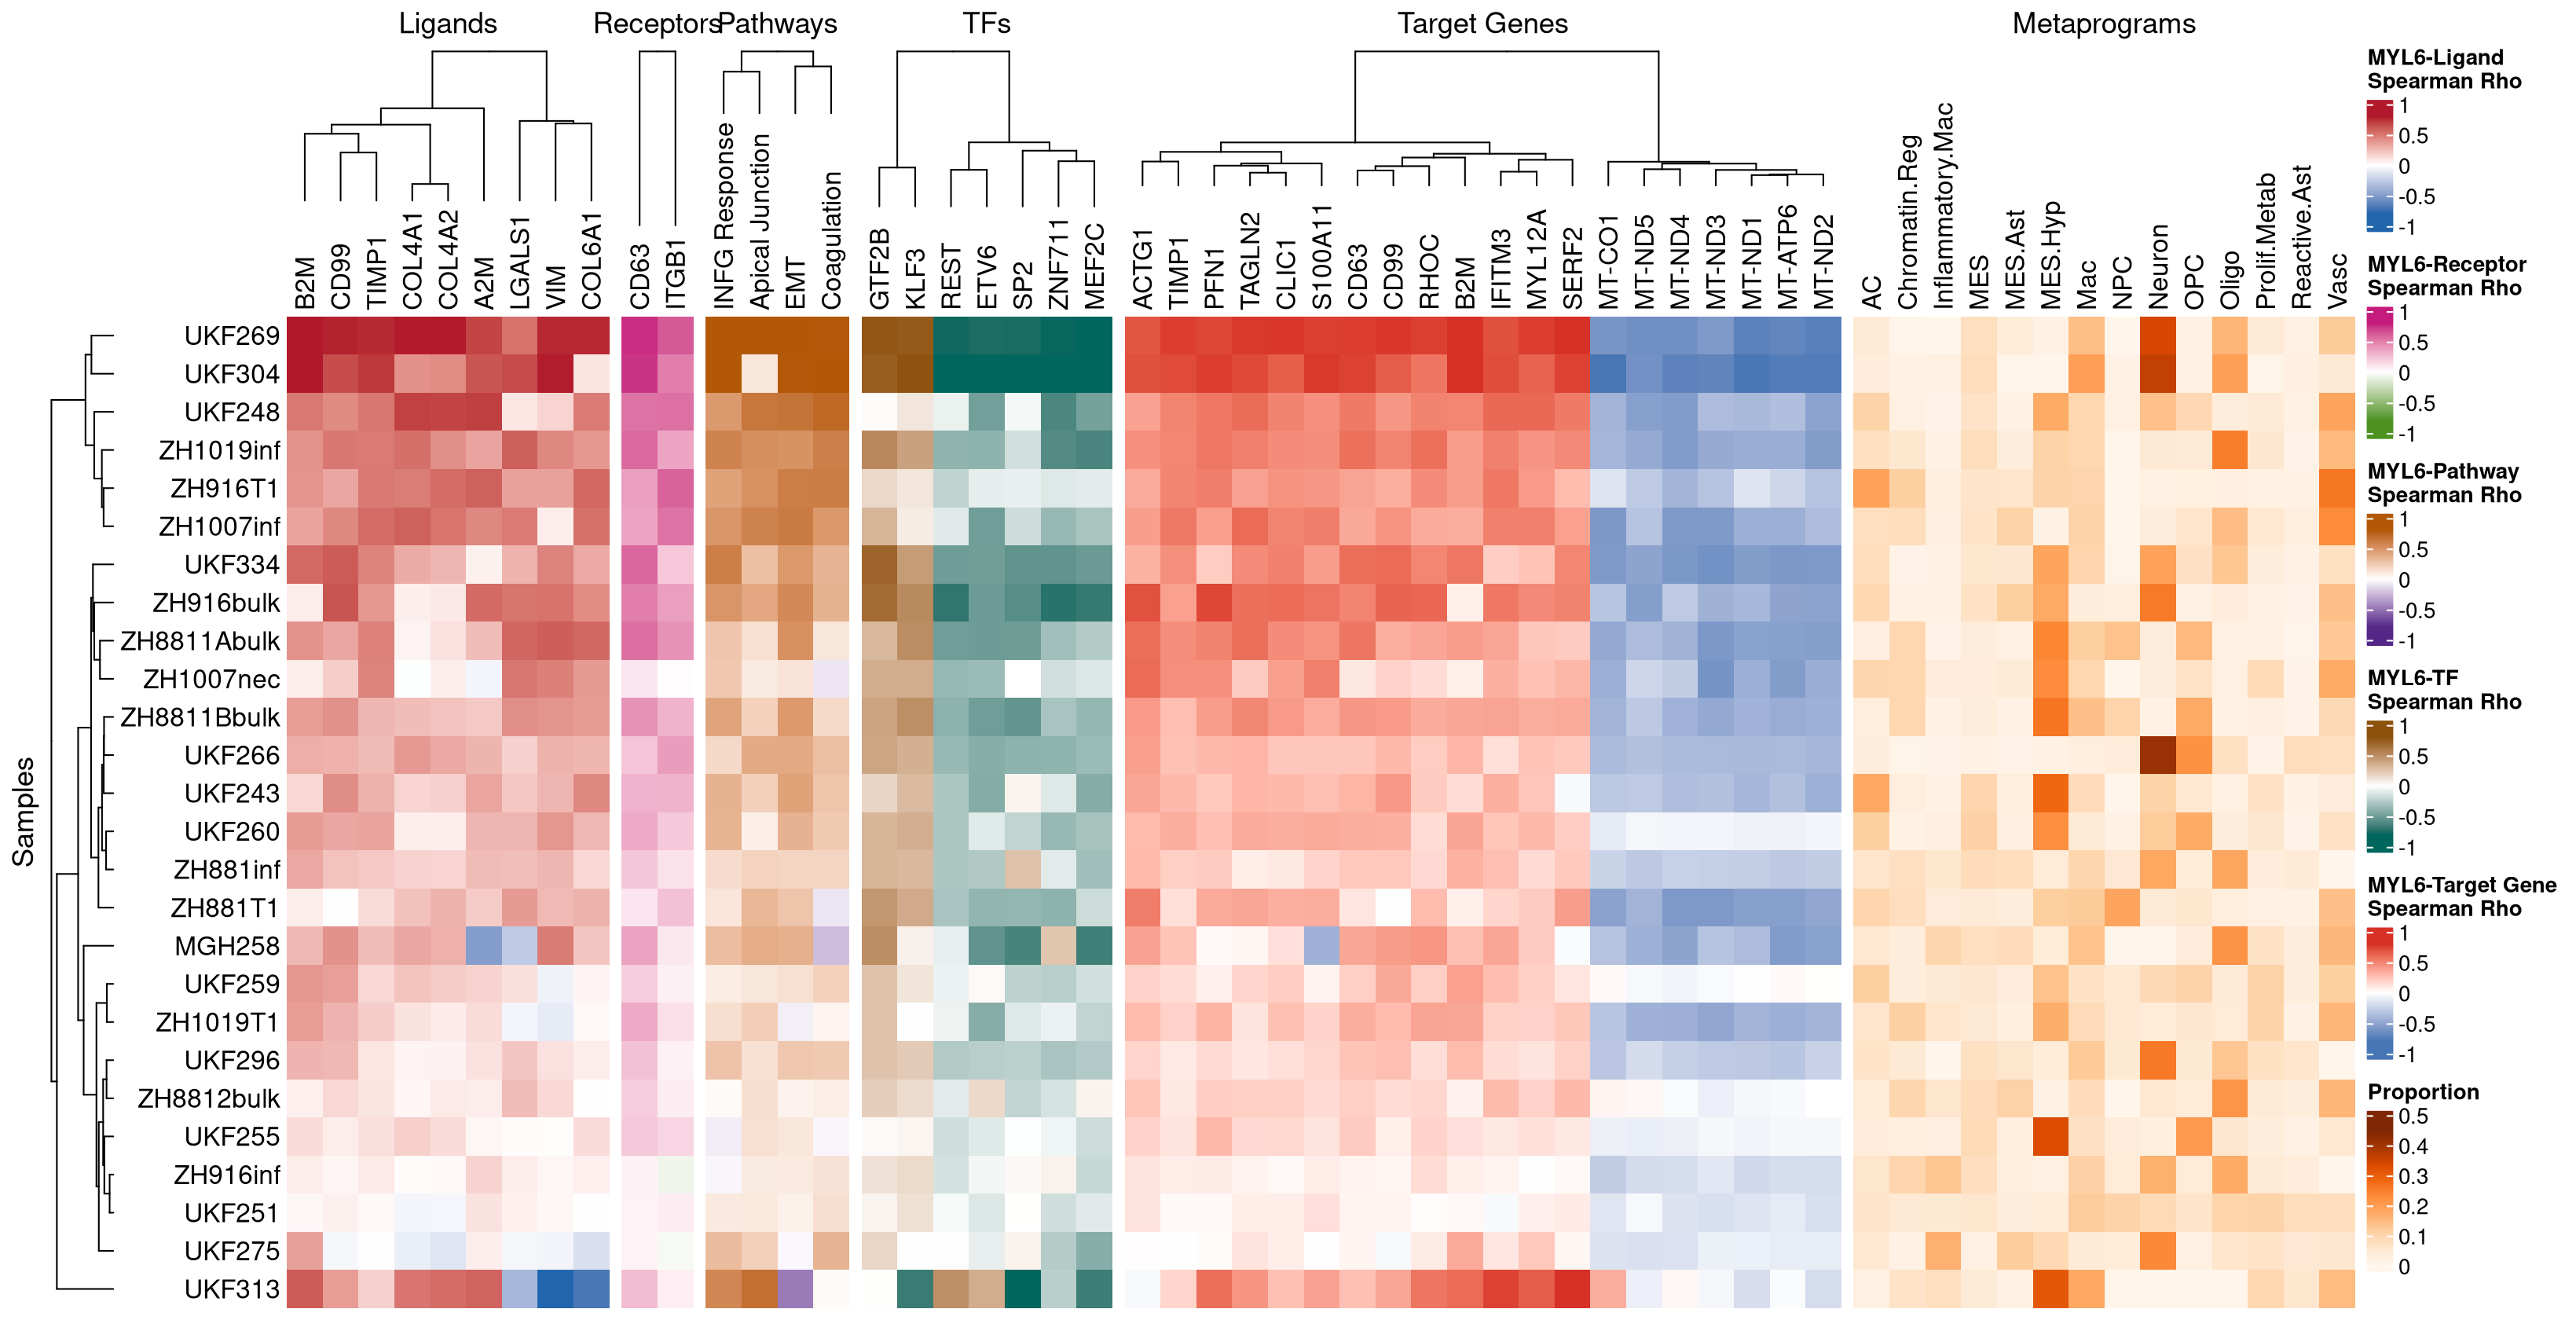 Ligands
Receptors
Pathways
TFs
Target Genes
Metaprograms
B2M
CD99
TIMP1
COL4A1
COL4A2
A2M
LGALS1
VIM
COL6A1
CD63
ITGB1
INFG Response
Apical Junction
EMT
Coagulation
GTF2B
KLF3
REST
ETV6
SP2
ZNF711
MEF2C
ACTG1
TIMP1
PFN1
TAGLN2
CLIC1
S100A11
CD63
CD99
RHOC
B2M
IFITM3
MYL12A
SERF2
MT-CO1
MT-ND5
MT-ND4
MT-ND3
MT-ND1
MT-ATP6
MT-ND2
AC
Chromatin.Reg
Inflammatory.Mac
MES
MES.Ast
MES.Hyp
Mac
NPC
Neuron
OPC
Oligo
Prolif.Metab
Reactive.Ast
Vasc
Samples
UKF269
UKF304
UKF248
ZH1019inf
ZH916T1
ZH1007inf
UKF334
ZH916bulk
ZH8811Abulk
ZH1007nec
ZH8811Bbulk
UKF266
UKF243
UKF260
ZH881inf
ZH881T1
MGH258
UKF259
ZH1019T1
UKF296
ZH8812bulk
UKF255
ZH916inf
UKF251
UKF275
UKF313
MYL6-Ligand
Spearman Rho
1
0.5
0
-0.5
-1
MYL6-Receptor
Spearman Rho
1
0.5
0
-0.5
-1
MYL6-Pathway
Spearman Rho
1
0.5
0
-0.5
-1
MYL6-TF
Spearman Rho
1
0.5
0
-0.5
-1
MYL6-Target Gene
Spearman Rho
1
0.5
0
-0.5
-1
Proportion
0.5
0.4
0.3
0.2
0.1
0